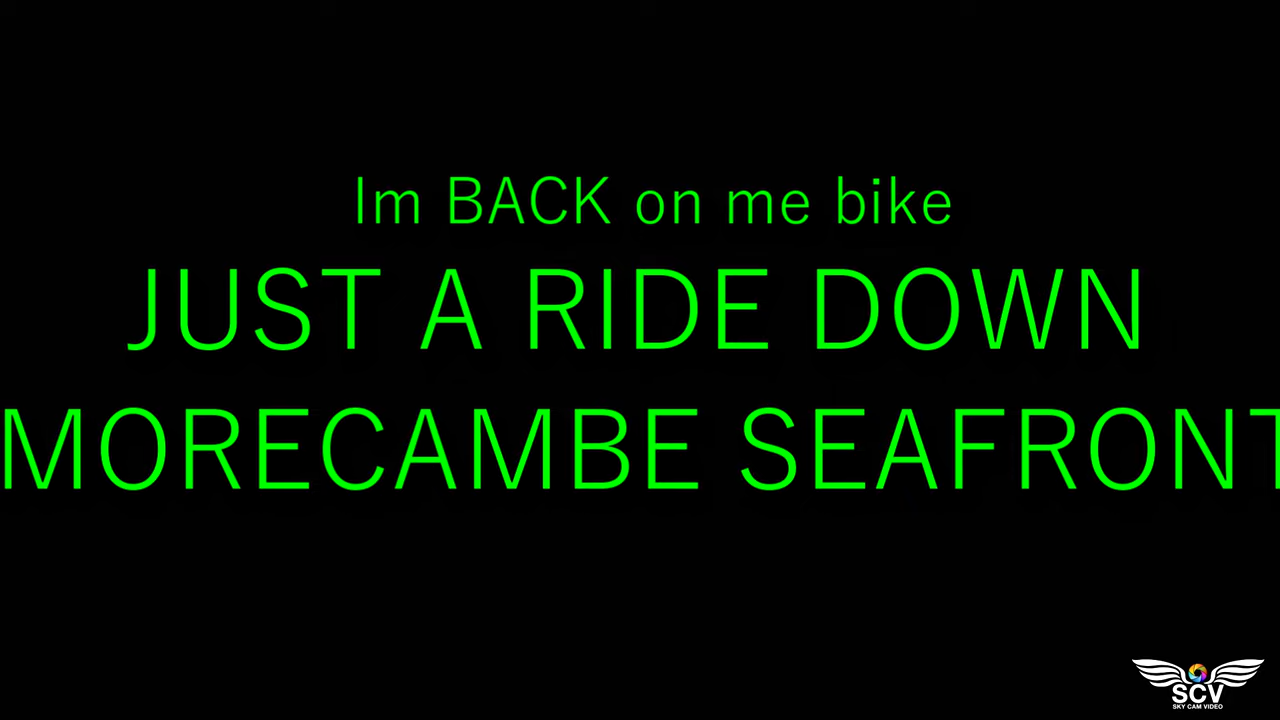 Im BACK on me bike
JUST A RIDE DOWN
MORECAMBE SEAFRONT
SCV
SKY CAM VIDEO